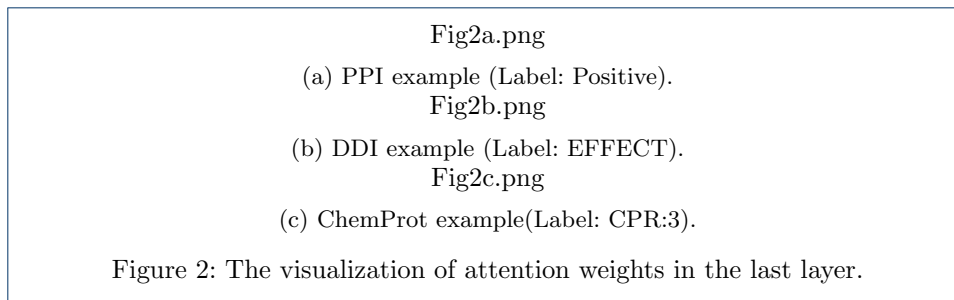 Fig2a.png
(a) PPI example (Label: Positive).
Fig2b.png
(b) DDI example (Label: EFFECT).
Fig2c.png
(c) ChemProt example(Label: CPR:3).
Figure 2: The visualization of attention weights in the last layer.